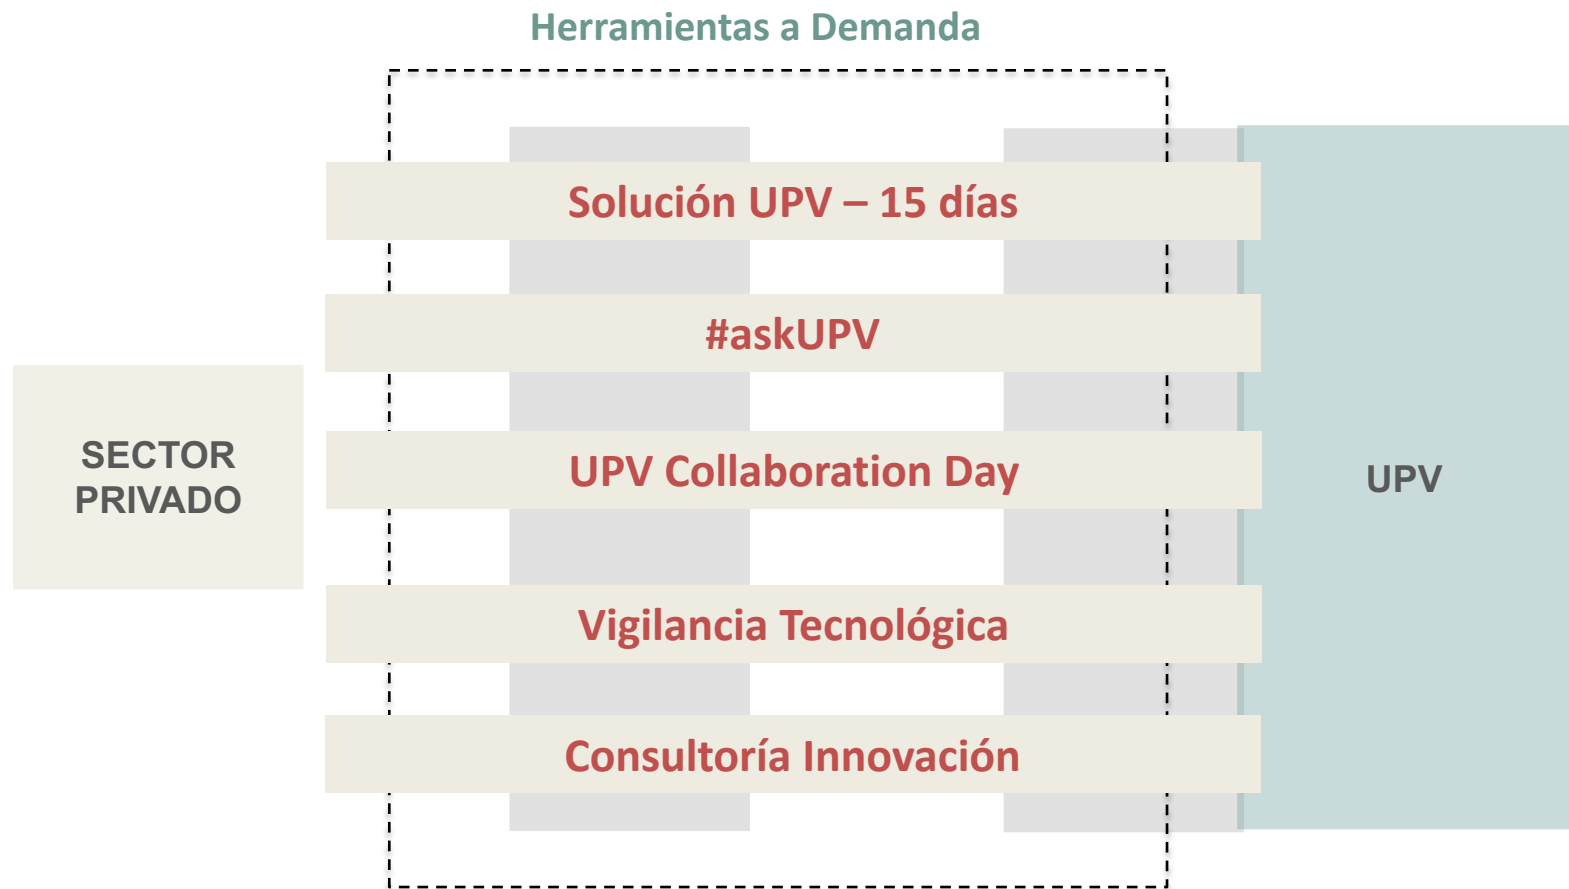 Herramientas a Demanda
Solución UPV – 15 días
#askUPV
SECTOR
PRIVADO
UPV Collaboration Day
UPV
Vigilancia Tecnológica
Consultoría Innovación